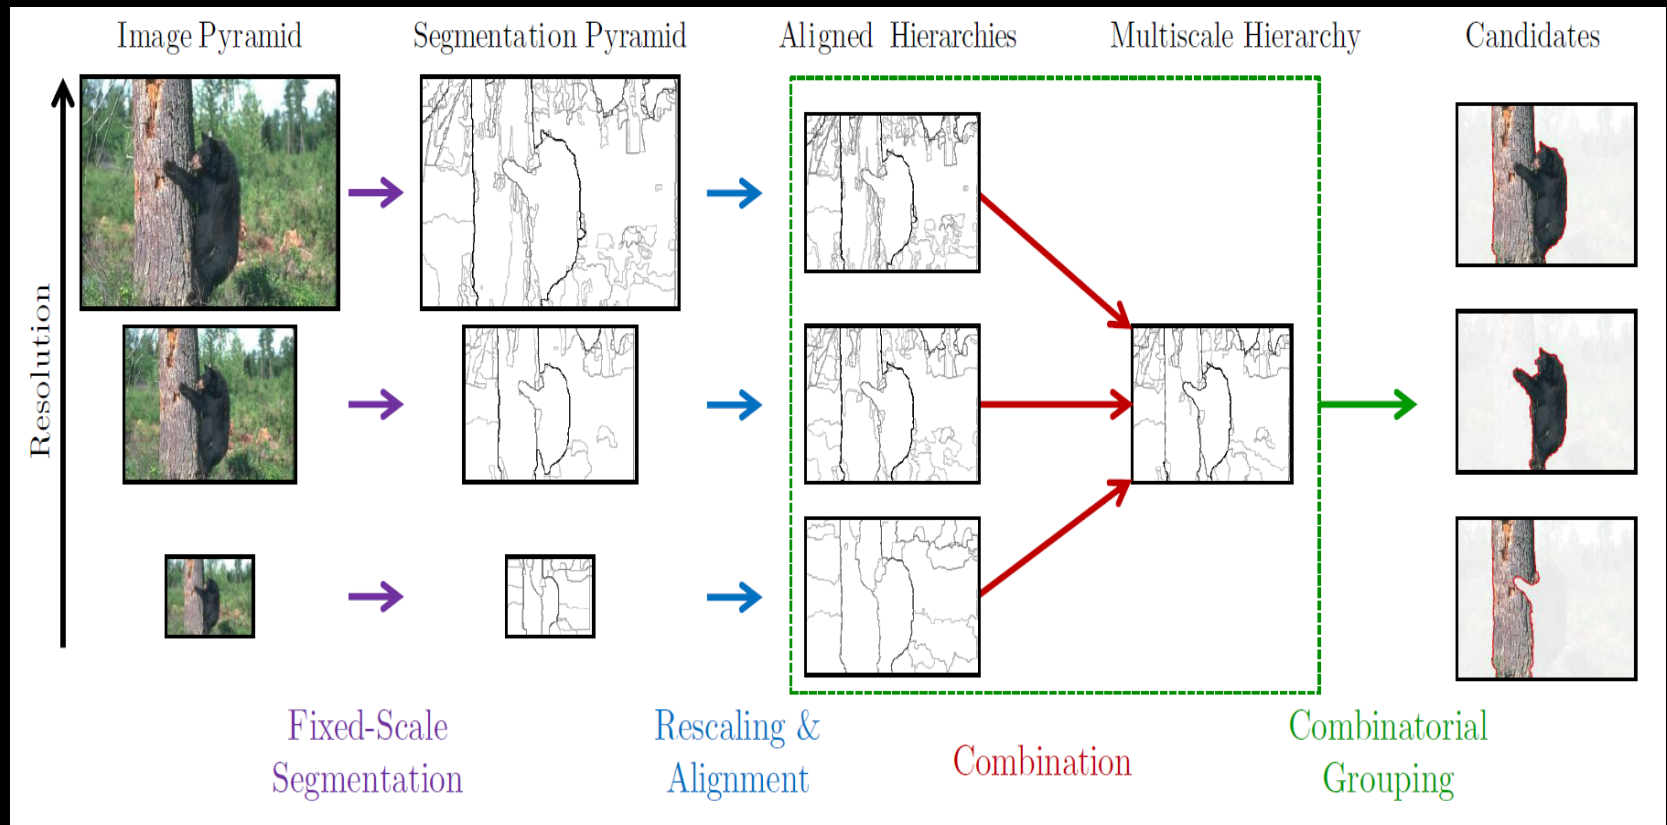 Image Pyramid
Segmentation Pyramid
Aligned Hierarchies
Multiscale Hierarchy
Candidates
Resolution
Fixed-Scale
Segmentation
Rescaling &
Alignment
Combination
Combinatorial
Grouping